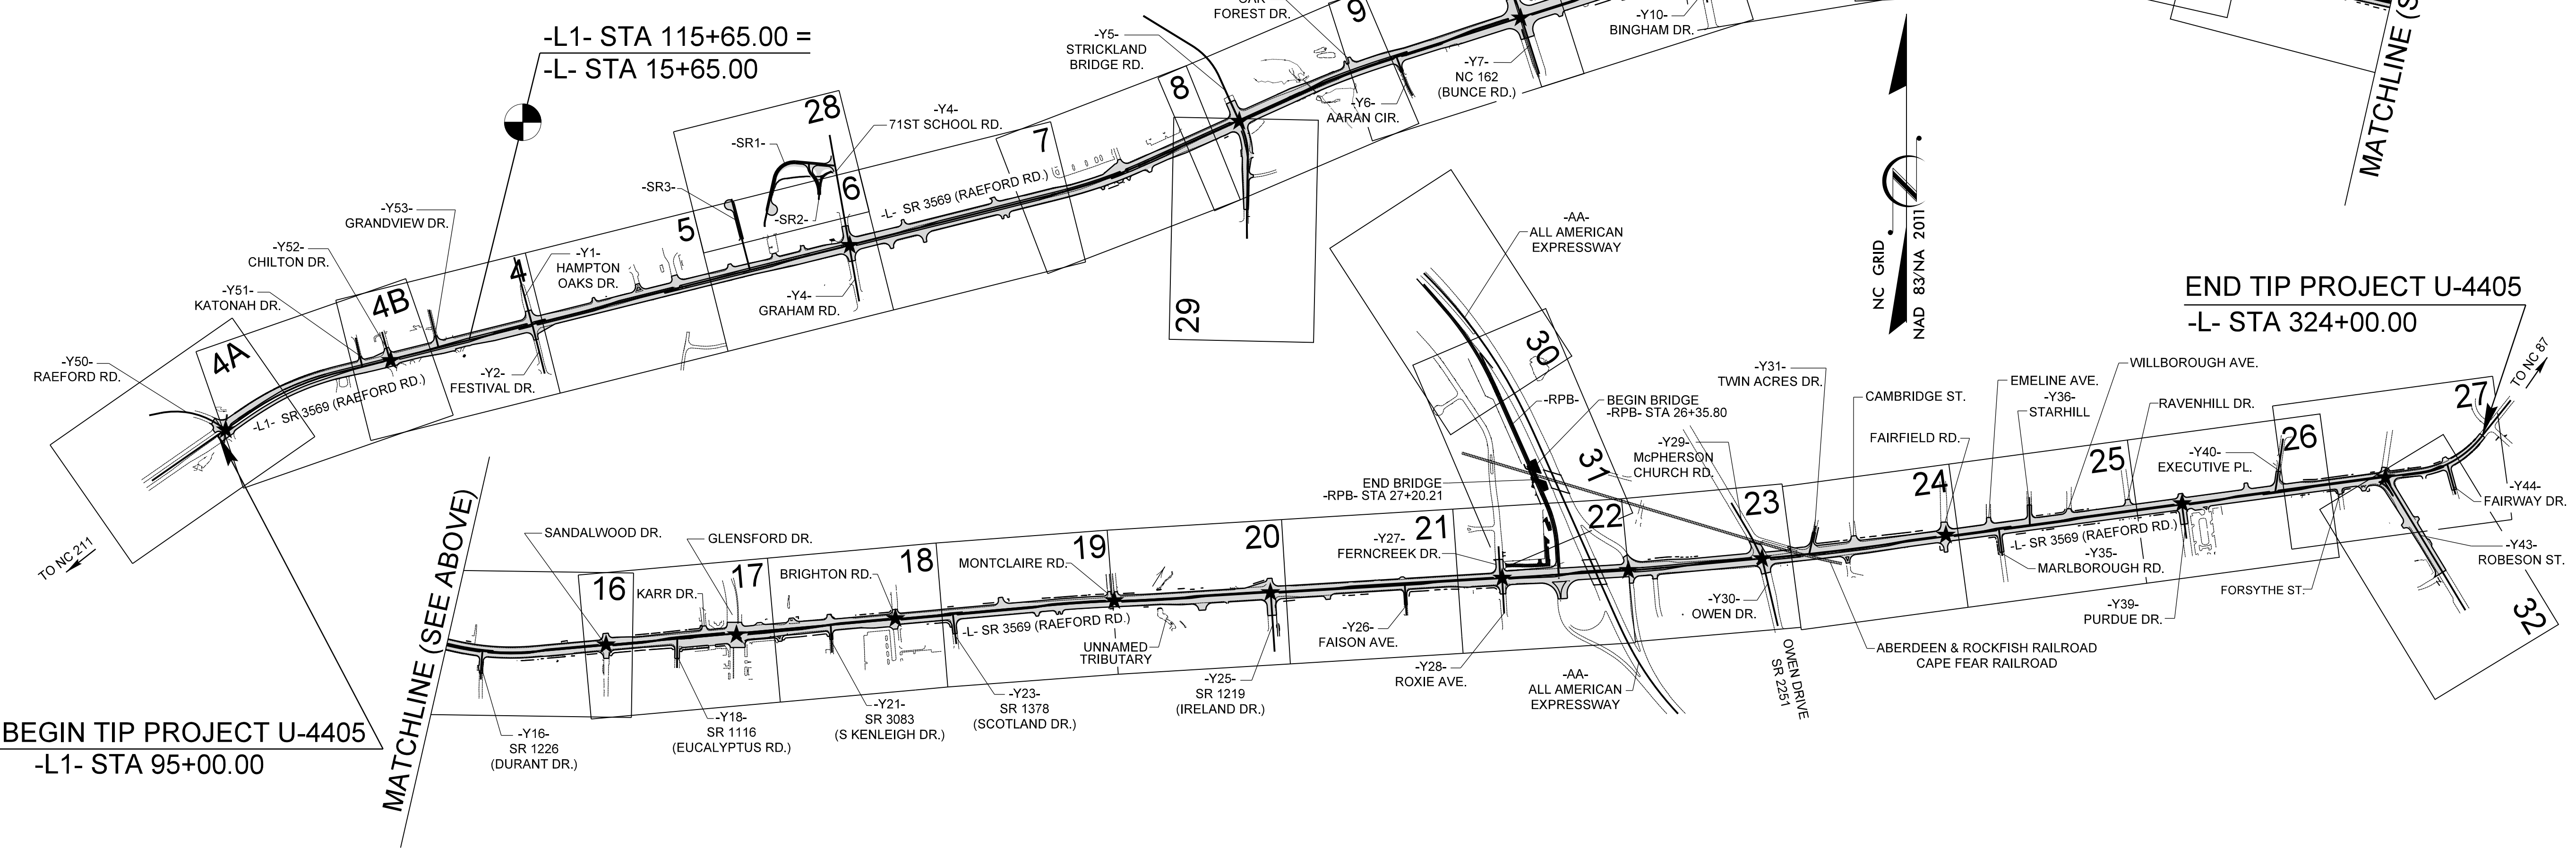 -L1- STA 115+65.00 =
-L- STA 15+65.00
FOREST DR.
9
-Y5-
STRICKLAND
BRIDGE RD.
8
-Y10-
BINGHAM DR.
-Y7-
NC 162
(BUNCE RD.)
-Y6-
AARAN CIR.
MATCHLINE (S
28
-Y4-
71ST SCHOOL RD.
-SR1-
7
-SR3-
-SR2-
6
-L- SR 3569 (RAEFORD RD.)
5
-Y53-
GRANDVIEW DR.
-Y52-
CHILTON DR.
-Y51-
KATONAH DR.
4
-Y1-
HAMPTON
OAKS DR.
-Y4-
GRAHAM RD.
4B
4A
-Y50-
RAEFORD RD.
-L1- SR 3569 (RAEFORD RD.)
-Y2-
FESTIVAL DR.
29
TO NC 211
NC GRID
NAD 83/NA 2011
-AA-
ALL AMERICAN
EXPRESSWAY
30
-RPB-
BEGIN BRIDGE
-RPB- STA 26+35.80
END BRIDGE
-RPB- STA 27+20.21
31
-Y29-
McPHERSON
CHURCH RD.
-Y31-
TWIN ACRES DR.
CAMBRIDGE ST.
FAIRFIELD RD.
EMELINE AVE.
-Y36-
STARHILL
WILLBOROUGH AVE.
RAVENHILL DR.
END TIP PROJECT U-4405
-L- STA 324+00.00
TO NC 87
27
26
-Y40-
EXECUTIVE PL.
25
24
23
22
21
20
19
18
17
16
-Y44-
FAIRWAY DR.
-Y43-
ROBESON ST.
32
FORSYTHE ST.
-L- SR 3569 (RAEFORD RD.)
-Y35-
MARLBOROUGH RD.
-Y39-
PURDUE DR.
ABERDEEN & ROCKFISH RAILROAD
CAPE FEAR RAILROAD
-Y30-
OWEN DR.
OWEN DRIVE
SR 2251
-AA-
ALL AMERICAN
EXPRESSWAY
-Y27-
FERNCREEK DR.
-Y28-
ROXIE AVE.
-Y26-
FAISON AVE.
-Y25-
SR 1219
(IRELAND DR.)
UNNAMED
TRIBUTARY
MONTCLAIRE RD.
-L- SR 3569 (RAEFORD RD.)
-Y23-
SR 1378
(SCOTLAND DR.)
BRIGHTON RD.
-Y21-
SR 3083
(S KENLEIGH DR.)
GLENSFORD DR.
KARR DR.
-Y18-
SR 1116
(EUCALYPTUS RD.)
SANDALWOOD DR.
-Y16-
SR 1226
(DURANT DR.)
MATCHLINE (SEE ABOVE)
BEGIN TIP PROJECT U-4405
-L1- STA 95+00.00